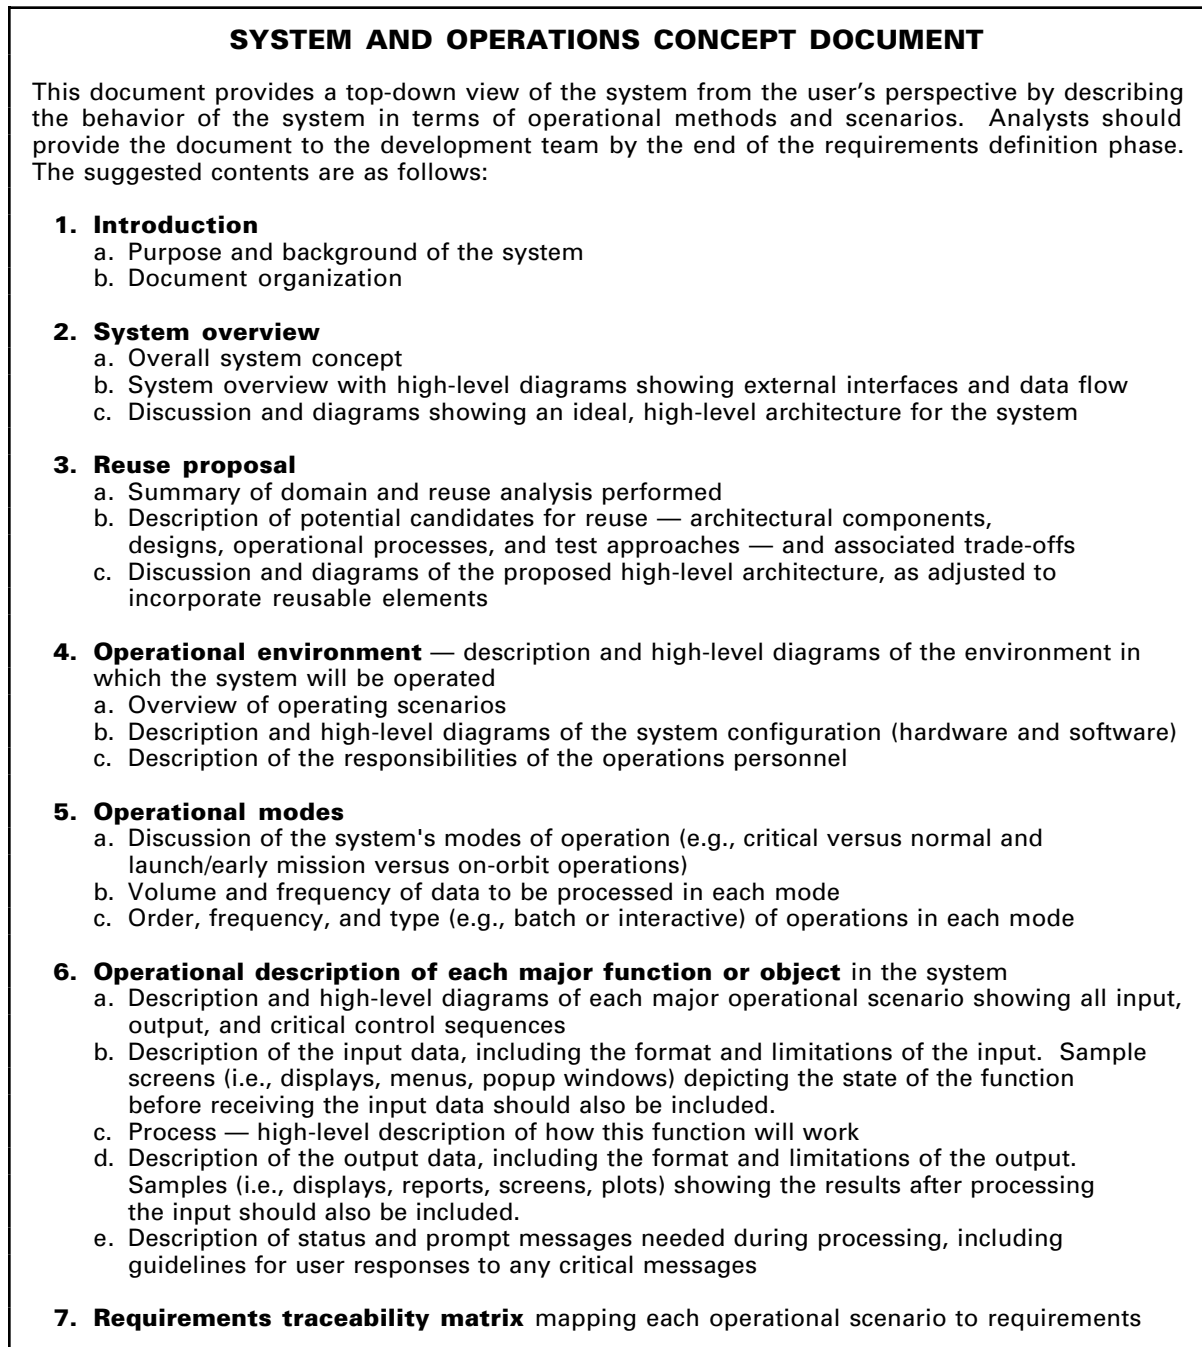 SYSTEM AND OPERATIONS CONCEPT DOCUMENT
This document provides a top-down view of the system from the user’s perspective by describing
the behavior of the system in terms of operational methods and scenarios. Analysts should
provide the document to the development team by the end of the requirements definition phase.
The suggested contents are as follows:
1. Introduction
a. Purpose and background of the system
b. Document organization
2. System overview
a. Overall system concept
b. System overview with high-level diagrams showing external interfaces and data flow
c. Discussion and diagrams showing an ideal, high-level architecture for the system
3. Reuse proposal
a. Summary of domain and reuse analysis performed
b. Description of potential candidates for reuse — architectural components,
designs, operational processes, and test approaches — and associated trade-offs
c. Discussion and diagrams of the proposed high-level architecture, as adjusted to
incorporate reusable elements
4. Operational environment — description and high-level diagrams of the environment in
which the system will be operated
a. Overview of operating scenarios
b. Description and high-level diagrams of the system configuration (hardware and software)
c. Description of the responsibilities of the operations personnel
5. Operational modes
a. Discussion of the system's modes of operation (e.g., critical versus normal and
launch/early mission versus on-orbit operations)
b. Volume and frequency of data to be processed in each mode
c. Order, frequency, and type (e.g., batch or interactive) of operations in each mode
6. Operational description of each major function or object in the system
a. Description and high-level diagrams of each major operational scenario showing all input,
output, and critical control sequences
b. Description of the input data, including the format and limitations of the input. Sample
screens (i.e., displays, menus, popup windows) depicting the state of the function
before receiving the input data should also be included.
c. Process — high-level description of how this function will work
d. Description of the output data, including the format and limitations of the output.
Samples (i.e., displays, reports, screens, plots) showing the results after processing
the input should also be included.
e. Description of status and prompt messages needed during processing, including
guidelines for user responses to any critical messages
7. Requirements traceability matrix mapping each operational scenario to requirements